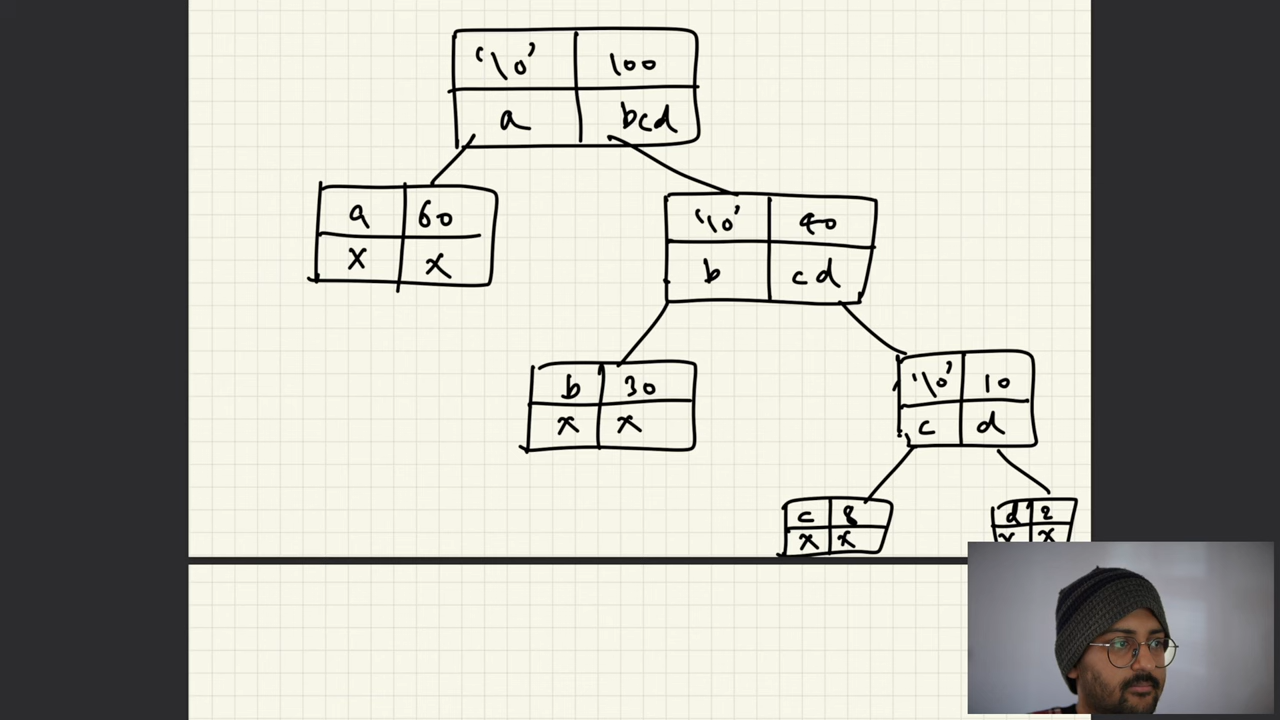 '\0' 100
a bcd
a 60
x x
'\0' 40
b cd
b 30
x x
'\0' 10
c d
c 8
x x
d 2
x x